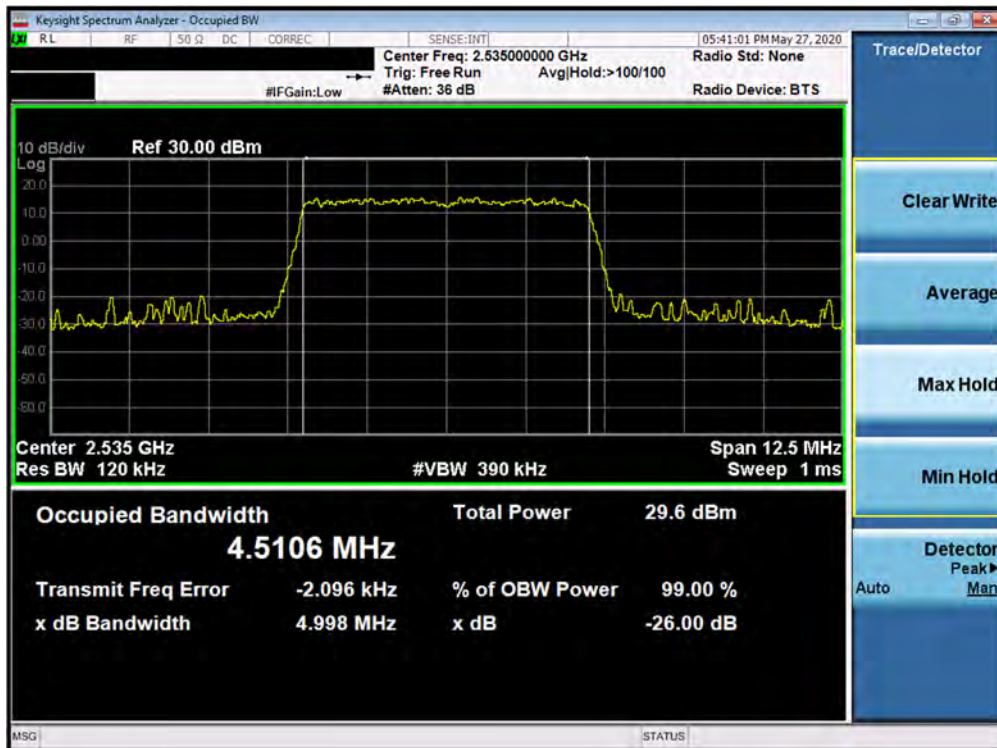 Keysight Spectrum Analyzer - Occupied BW
LXI RL RF 50 Ω DC CORREC SENSE:INT 05:41:01 PM May 27, 2020
Center Freq: 2.535000000 GHz Radio Std: None
Trig: Free Run Avg|Hold:>100/100
#IFGain:Low #Atten: 36 dB Radio Device: BTS
10 dB/div Ref 30.00 dBm
Log
20.0
10.0
0.00
-10.0
-20.0
-30.0
-40.0
-50.0
-60.0
Center 2.535 GHz Span 12.5 MHz
Res BW 120 kHz #VBW 390 kHz Sweep 1 ms
Occupied Bandwidth Total Power 29.6 dBm
4.5106 MHz
Transmit Freq Error -2.096 kHz % of OBW Power 99.00 %
x dB Bandwidth 4.998 MHz x dB -26.00 dB
MSG STATUS
Trace/Detector
Clear Write
Average
Max Hold
Min Hold
Detector
Peak▶
Auto Man